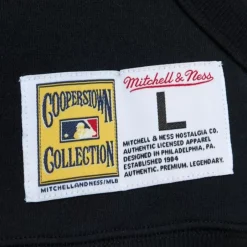 COOPERSTOWN
COLLECTION
MITCHELLANDNESS/MLB
Mitchell & Ness
L
MITCHELL & NESS NOSTALGIA CO.
AUTHENTIC LICENSED APPAREL
DESIGNED IN PHILADELPHIA, PA.
ESTABLISHED 1904
AUTHENTIC. PREMIUM. LEGENDARY.